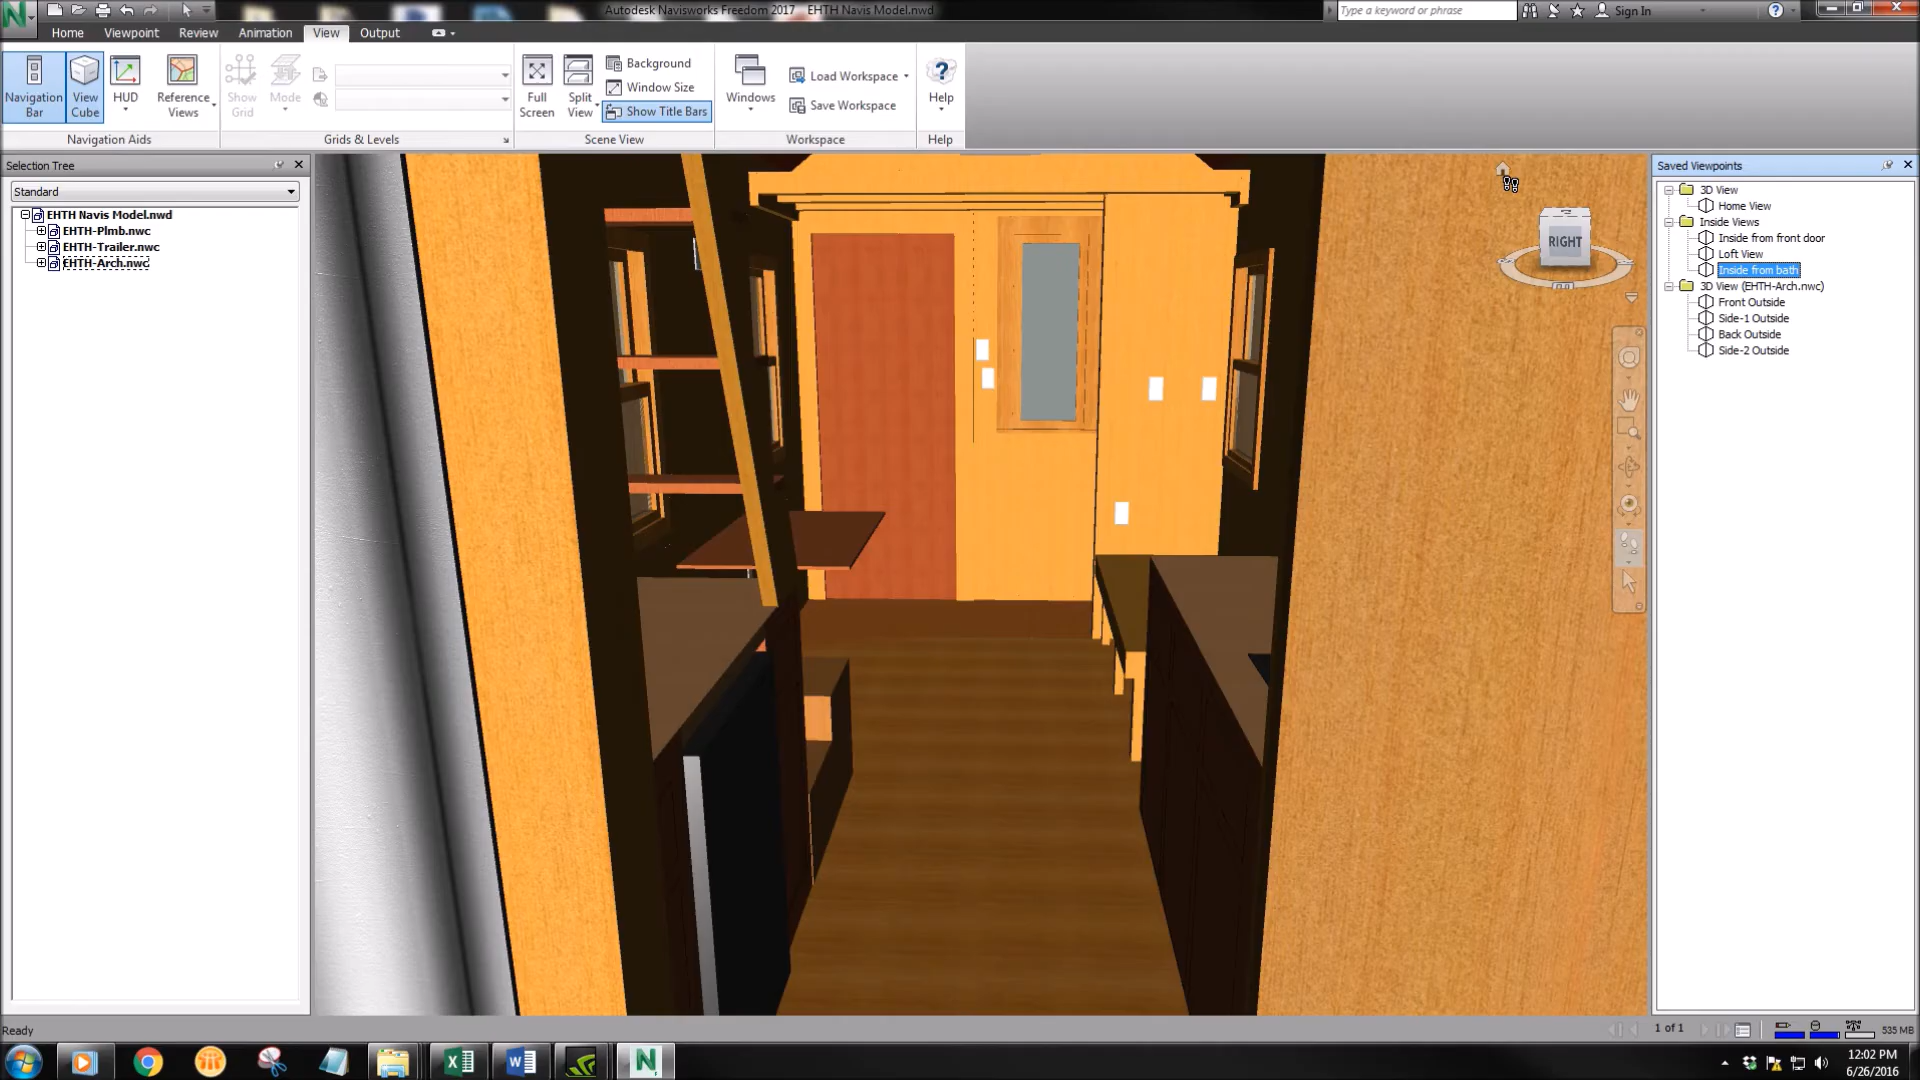 Autodesk Navisworks Freedom 2017 EHTH Navis Model.nwd
Type a keyword or phrase
Sign In
Home Viewpoint Review Animation View Output
Navigation Bar
View Cube
HUD
Reference Views
Show Grid
Mode
Full Screen
Split View
Background
Window Size
Show Title Bars
Windows
Load Workspace
Save Workspace
Help
Navigation Aids
Grids & Levels
Scene View
Workspace
Help
Selection Tree
Standard
EHTH Navis Model.nwd
EHTH-Plmb.nwc
EHTH-Trailer.nwc
EHTH-Arch.nwc
RIGHT
Saved Viewpoints
3D View
Home View
Inside Views
Inside from front door
Loft View
Inside from bath
3D View (EHTH-Arch.nwc)
Front Outside
Side-1 Outside
Back Outside
Side-2 Outside
Ready
1 of 1
535 MB
12:02 PM
6/26/2016